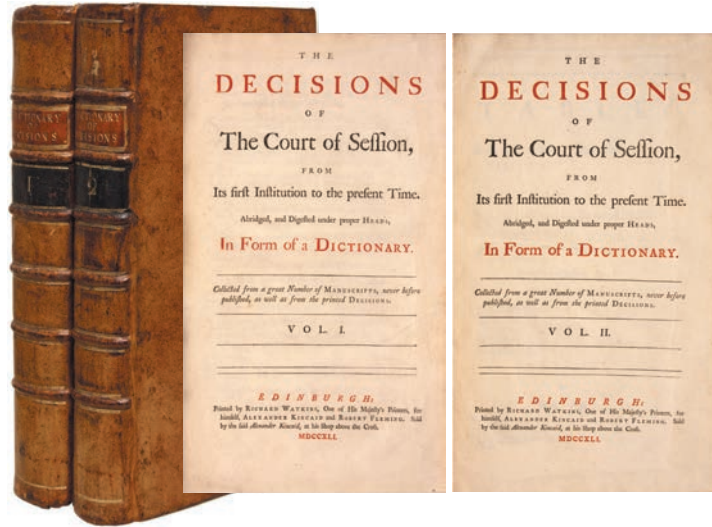 1
2
2
THE
DECISIONS
OF
The Court of Seſſion,
FROM
Its firſt Inſtitution to the preſent Time.
Abridged, and Digeſted under proper HEADS,
In Form of a DICTIONARY.
Collected from a great Number of MANUSCRIPTS, never before
publiſhed, as well as from the printed DECISIONS.
VOL. I.
EDINBURGH:
Printed by RICHARD WATKINS, One of His Majeſty's Printers, for
himſelf, ALEXANDER KINCAID and ROBERT FLEMING. Sold
by the ſaid Alexander Kincaid, at his Shop above the Croſs.
MDCCXLI.
THE
DECISIONS
OF
The Court of Seſſion,
FROM
Its firſt Inſtitution to the preſent Time.
Abridged, and Digeſted under proper HEADS,
In Form of a DICTIONARY.
Collected from a great Number of MANUSCRIPTS, never before
publiſhed, as well as from the printed DECISIONS.
VOL. II.
EDINBURGH:
Printed by RICHARD WATKINS, One of His Majeſty's Printers, for
himſelf, ALEXANDER KINCAID and ROBERT FLEMING. Sold
by the ſaid Alexander Kincaid, at his Shop above the Croſs.
MDCCXLI.